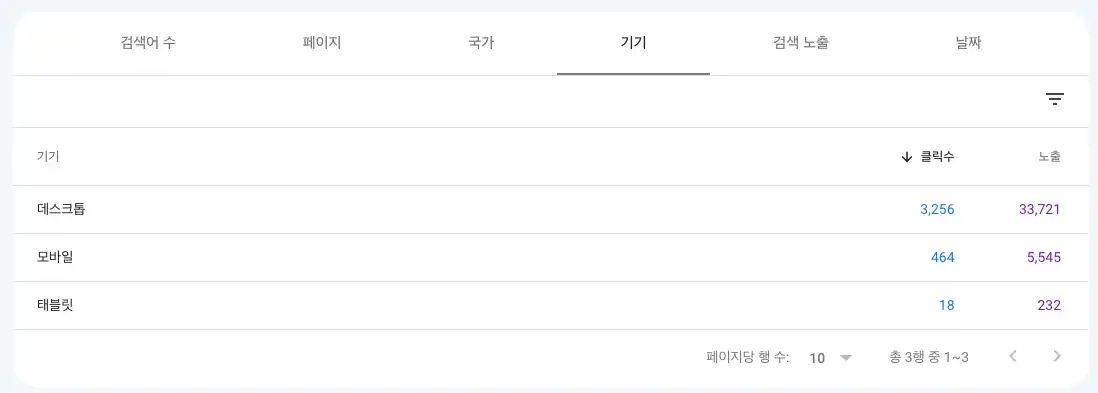 검색어 수 페이지 국가 기기 검색 노출 날짜
기기 클릭수 노출
데스크톱 3,256 33,721
모바일 464 5,545
태블릿 18 232
페이지당 행 수: 10 총 3행 중 1~3